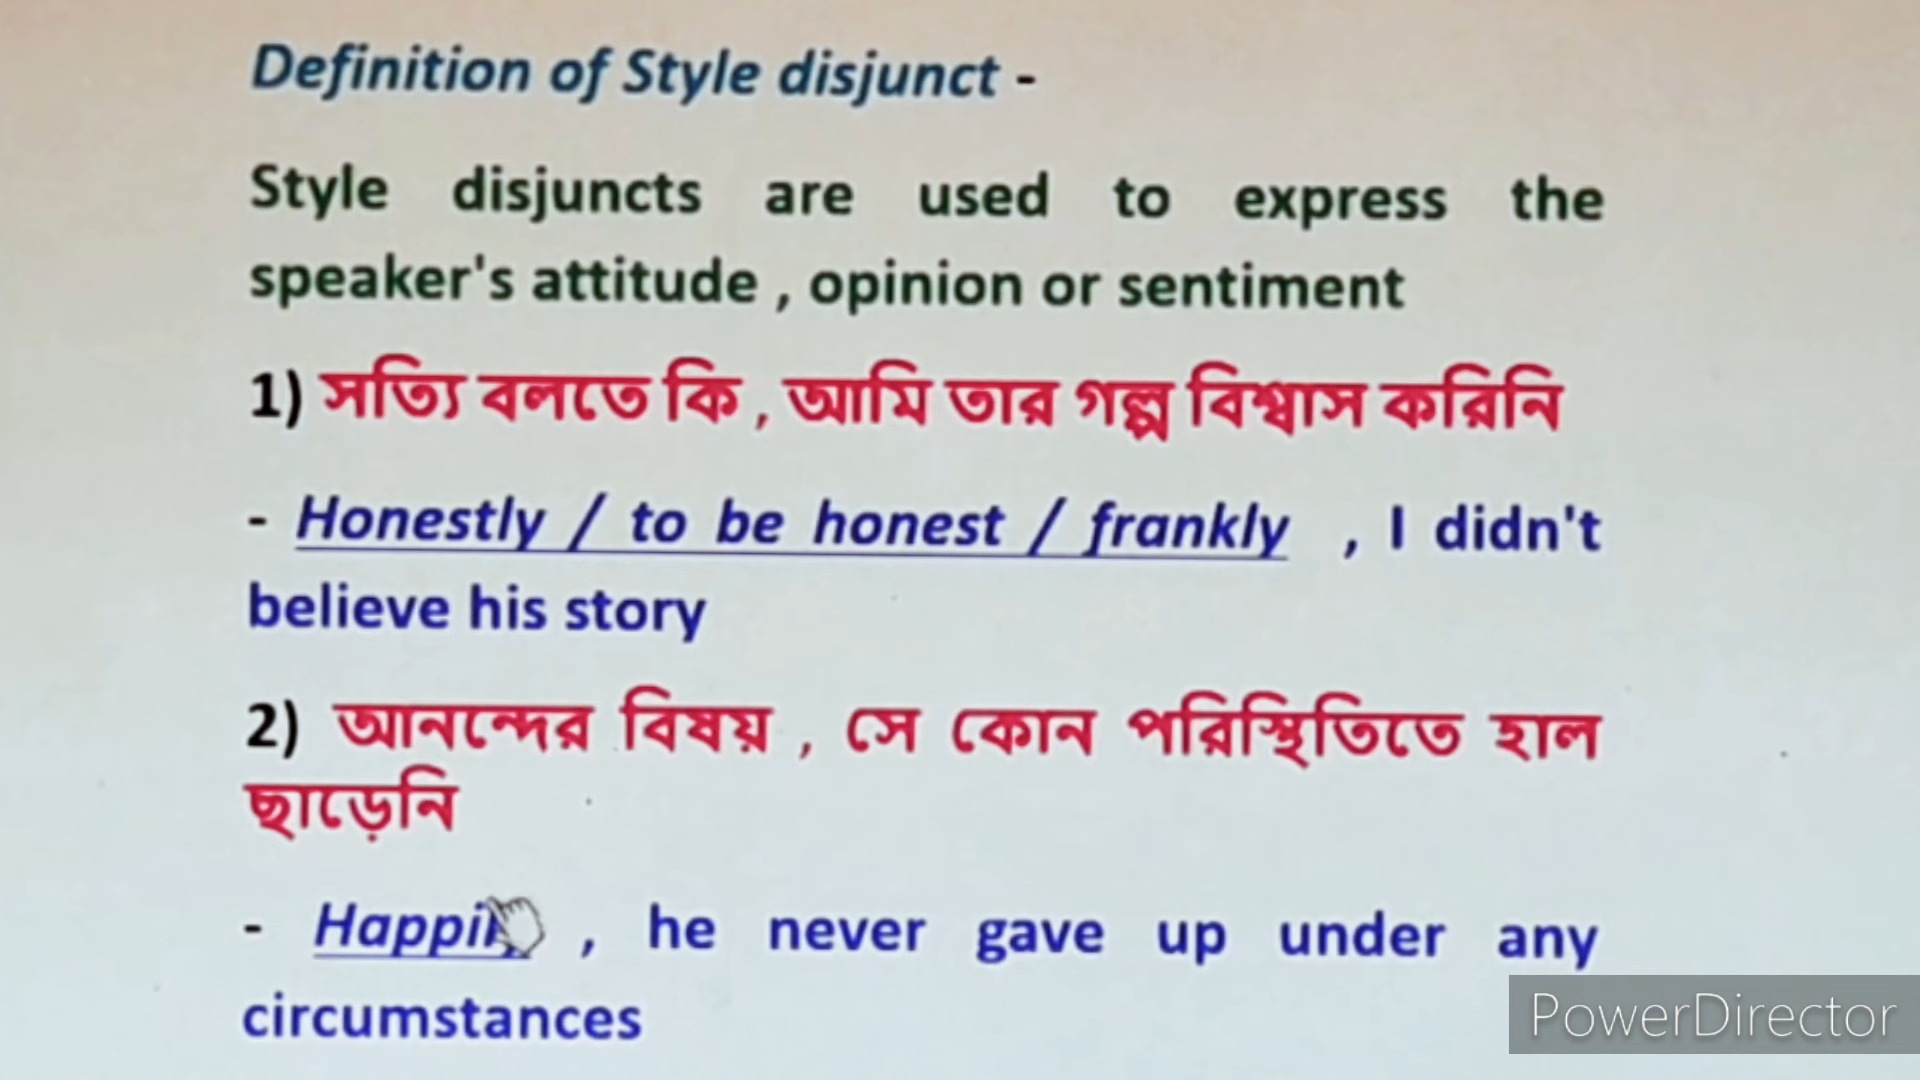 Definition of Style disjunct -
Style disjuncts are used to express the
speaker's attitude , opinion or sentiment
1) সত্যি বলতে কি , আমি তার গল্প বিশ্বাস করিনি
- Honestly / to be honest / frankly , I didn't
believe his story
2) আনন্দের বিষয় , সে কোন পরিস্থিতিতে হাল
ছাড়েনি
- Happily , he never gave up under any
circumstances
PowerDirector